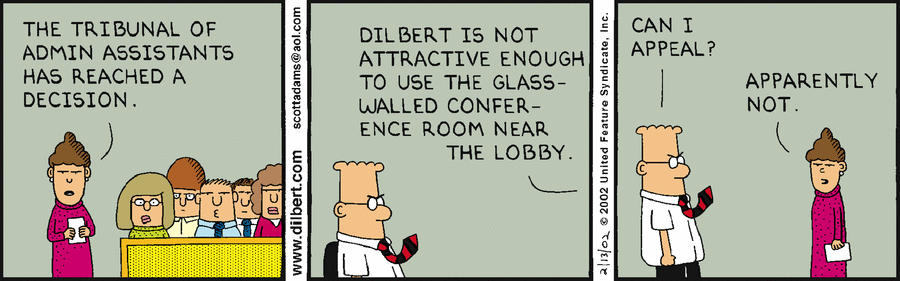 THE TRIBUNAL OF
ADMIN ASSISTANTS
HAS REACHED A
DECISION.
www.dilbert.com
scottadams@aol.com
DILBERT IS NOT
ATTRACTIVE ENOUGH
TO USE THE GLASS-
WALLED CONFER-
ENCE ROOM NEAR
THE LOBBY.
2/13/02 © 2002 United Feature Syndicate, Inc.
CAN I
APPEAL?
APPARENTLY
NOT.